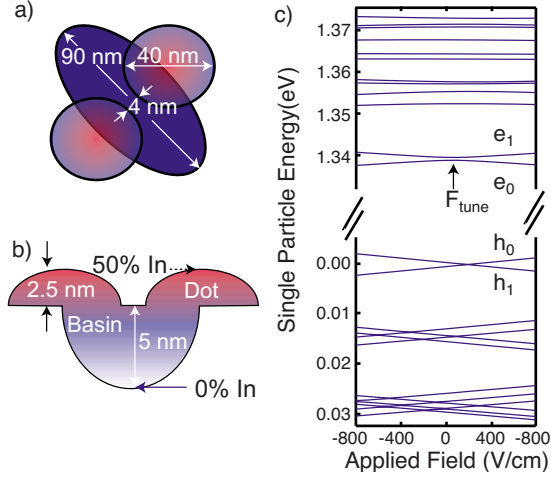 a)
90 nm
40 nm
4 nm
b)
50% In
2.5 nm
Dot
Basin
5 nm
0% In
c)
Single Particle Energy(eV)
1.37
1.36
1.35
1.34
0.00
0.01
0.02
0.03
e1
e0
Ftune
h0
h1
-800
-400
0
400
800
Applied Field (V/cm)